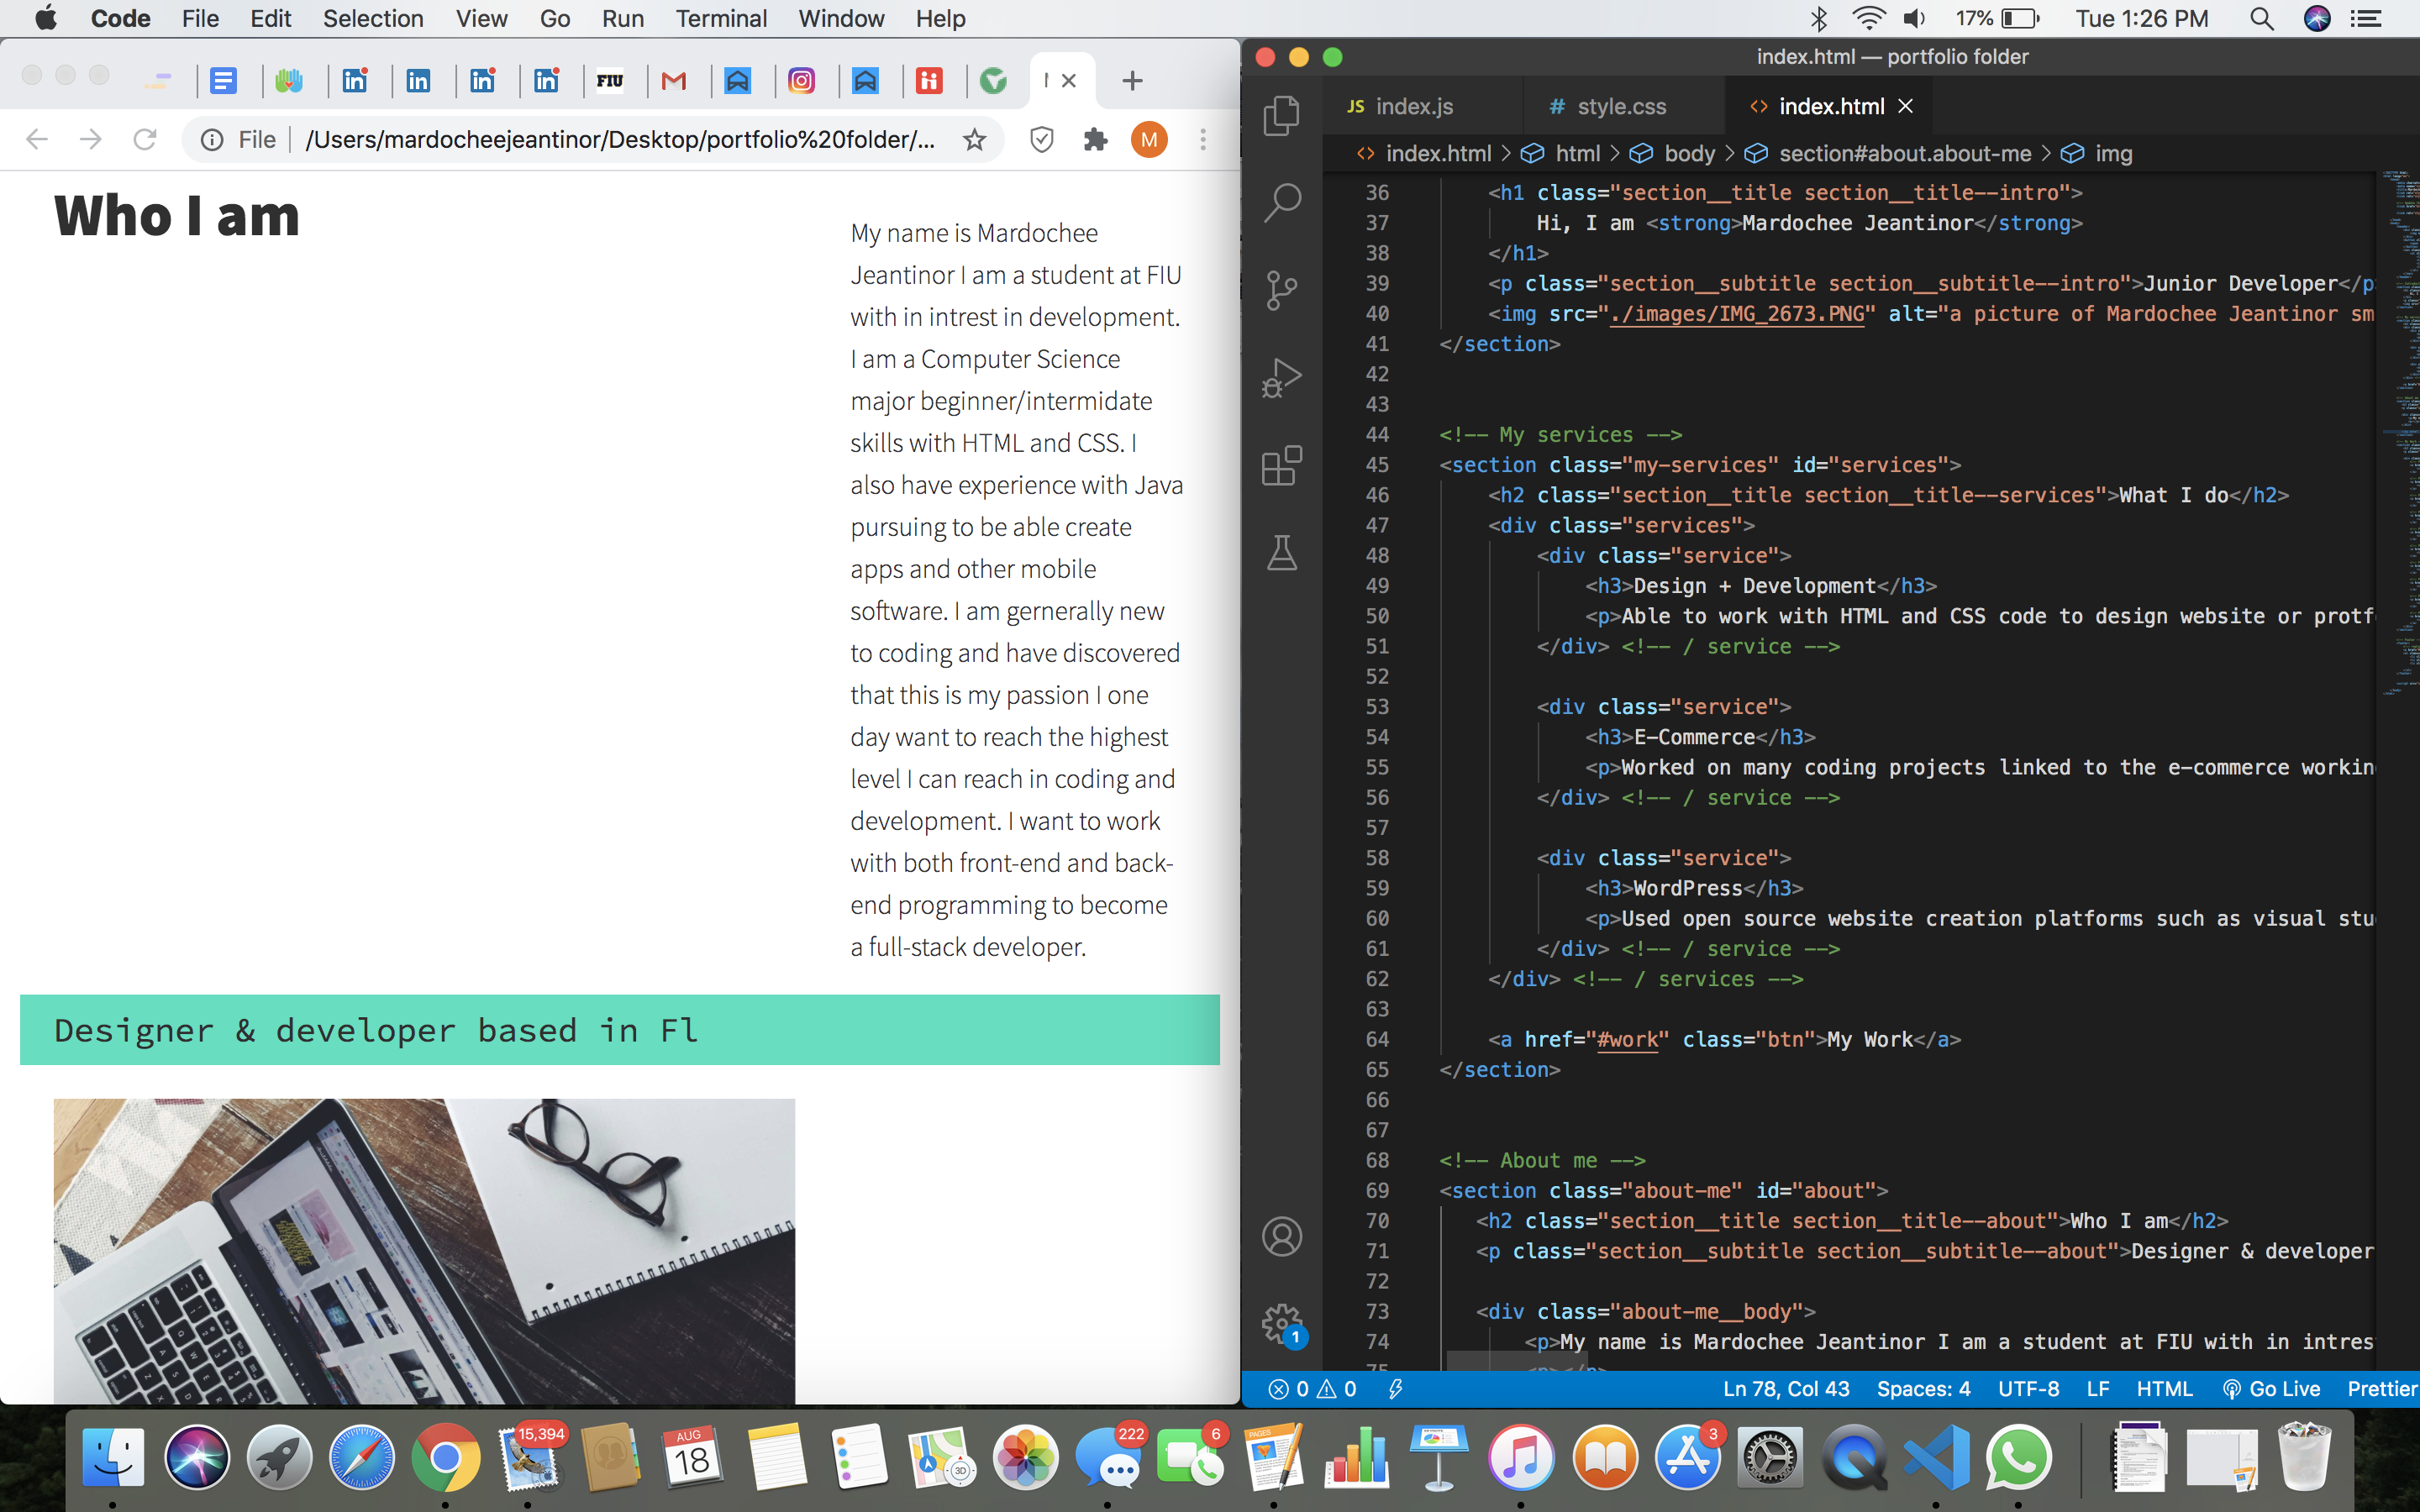 Code File Edit Selection View Go Run Terminal Window Help 17% Tue 1:26 PM
FIU M
File /Users/mardocheejeantinor/Desktop/portfolio%20folder/... M
Who I am
My name is Mardochee
Jeantinor I am a student at FIU
with in intrest in development.
I am a Computer Science
major beginner/intermidate
skills with HTML and CSS. I
also have experience with Java
pursuing to be able create
apps and other mobile
software. I am gernerally new
to coding and have discovered
that this is my passion I one
day want to reach the highest
level I can reach in coding and
development. I want to work
with both front-end and back-
end programming to become
a full-stack developer.
Designer & developer based in Fl
index.html — portfolio folder
JS index.js # style.css <> index.html ×
<> index.html > html > body > section#about.about-me > img
36 <h1 class="section__title section__title--intro">
37 Hi, I am <strong>Mardochee Jeantinor</strong>
38 </h1>
39 <p class="section__subtitle section__subtitle--intro">Junior Developer</p>
40 <img src="./images/IMG_2673.PNG" alt="a picture of Mardochee Jeantinor sm
41 </section>
42
43
44 <!-- My services -->
45 <section class="my-services" id="services">
46 <h2 class="section__title section__title--services">What I do</h2>
47 <div class="services">
48 <div class="service">
49 <h3>Design + Development</h3>
50 <p>Able to work with HTML and CSS code to design website or protf
51 </div> <!-- / service -->
52
53 <div class="service">
54 <h3>E-Commerce</h3>
55 <p>Worked on many coding projects linked to the e-commerce workin
56 </div> <!-- / service -->
57
58 <div class="service">
59 <h3>WordPress</h3>
60 <p>Used open source website creation platforms such as visual stu
61 </div> <!-- / service -->
62 </div> <!-- / services -->
63
64 <a href="#work" class="btn">My Work</a>
65 </section>
66
67
68 <!-- About me -->
69 <section class="about-me" id="about">
70 <h2 class="section__title section__title--about">Who I am</h2>
71 <p class="section__subtitle section__subtitle--about">Designer & developer
72
73 <div class="about-me__body">
74 <p>My name is Mardochee Jeantinor I am a student at FIU with in intres
75 <p></p>
1
0 0 Ln 78, Col 43 Spaces: 4 UTF-8 LF HTML Go Live Prettier
15,394 AUG 18 3D 222 6 PAGES 3